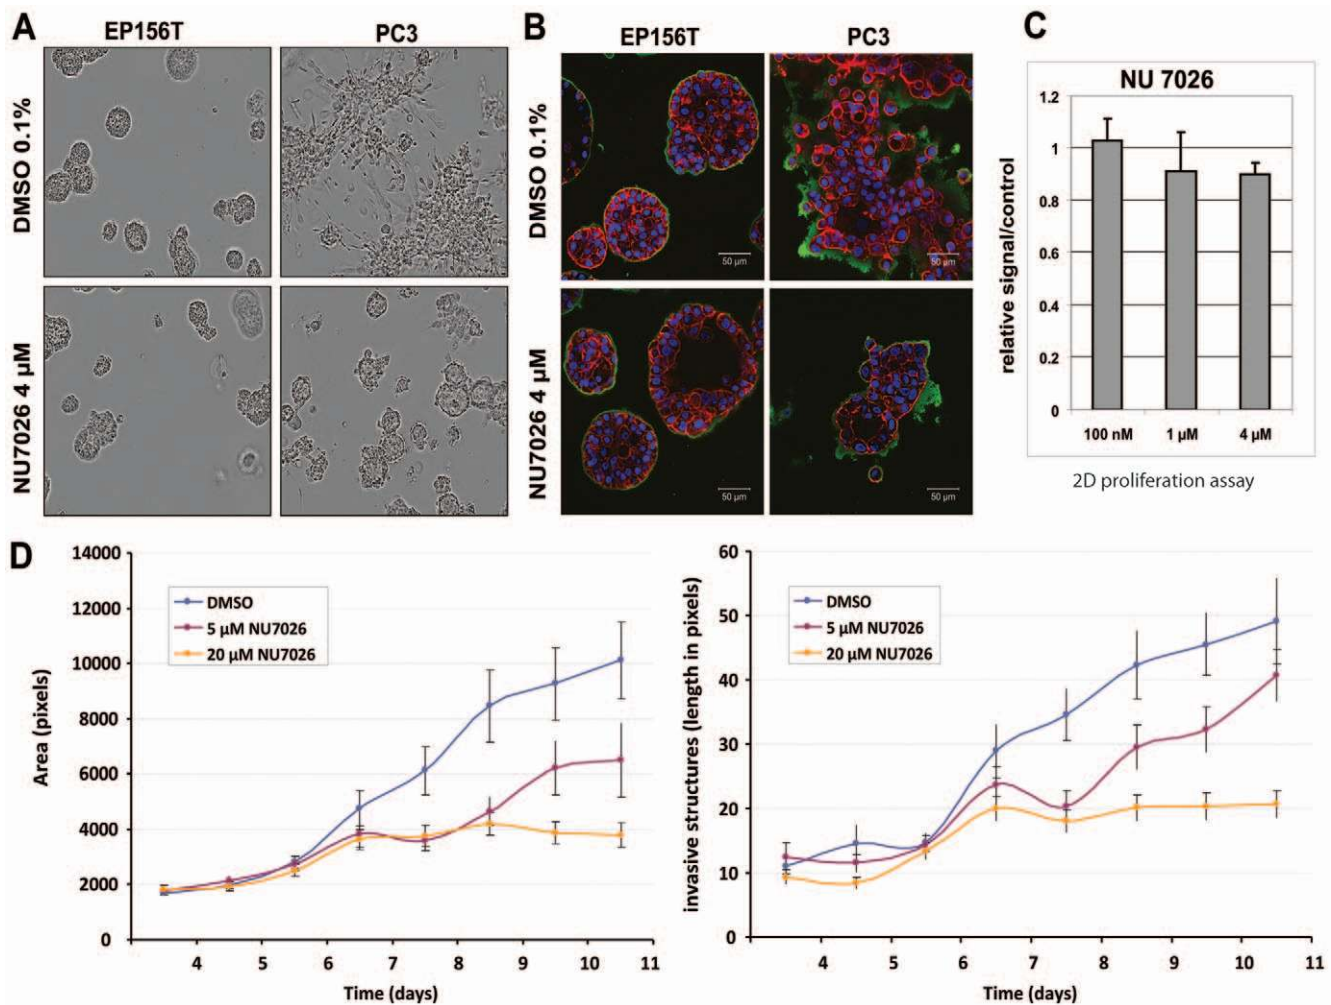 A
EP156T
PC3
DMSO 0.1%
NU7026 4 µM
B
EP156T
PC3
DMSO 0.1%
NU7026 4 µM
50 µm
50 µm
50 µm
50 µm
C
NU 7026
relative signal/control
1.2
1
0.8
0.6
0.4
0.2
0
100 nM
1 µM
4 µM
2D proliferation assay
D
Area (pixels)
14000
12000
10000
8000
6000
4000
2000
0
DMSO
5 µM NU7026
20 µM NU7026
4 5 6 7 8 9 10 11
Time (days)
invasive structures (length in pixels)
60
50
40
30
20
10
0
DMSO
5 µM NU7026
20 µM NU7026
4 5 6 7 8 9 10 11
Time (days)